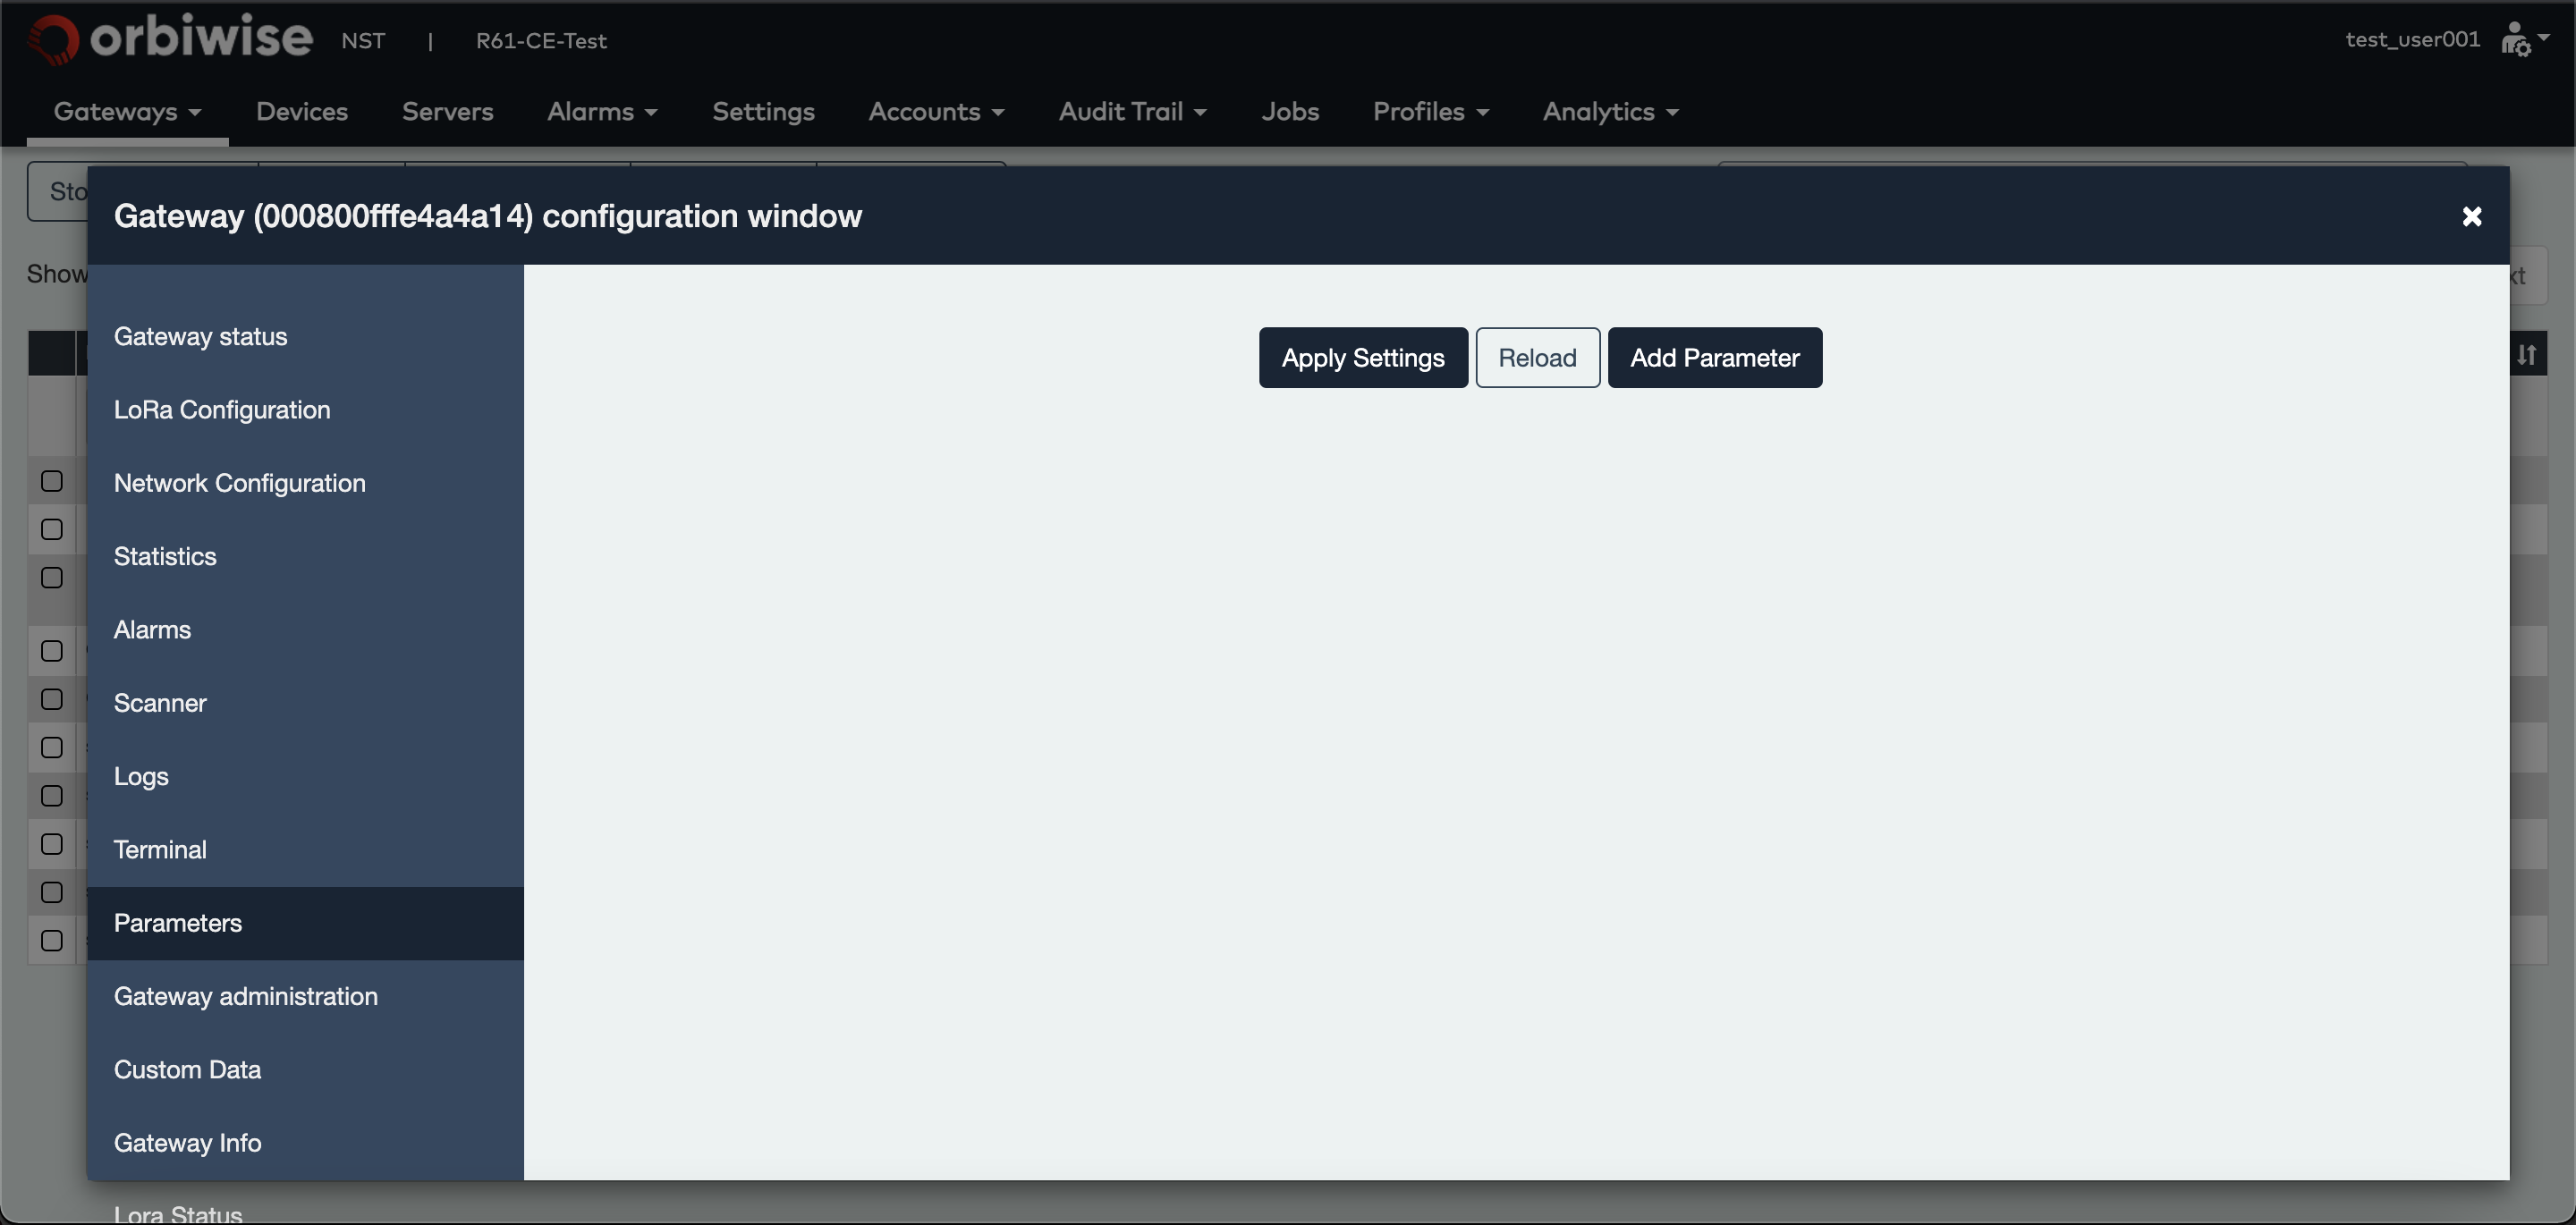 orbiwise NST | R61-CE-Test test_user001
Gateways Devices Servers Alarms Settings Accounts Audit Trail Jobs Profiles Analytics
Gateway (000800fffe4a4a14) configuration window
Show
Gateway status
Apply Settings Reload Add Parameter
LoRa Configuration
Network Configuration
Statistics
Alarms
Scanner
Logs
Terminal
Parameters
Gateway administration
Custom Data
Gateway Info
Lora Status